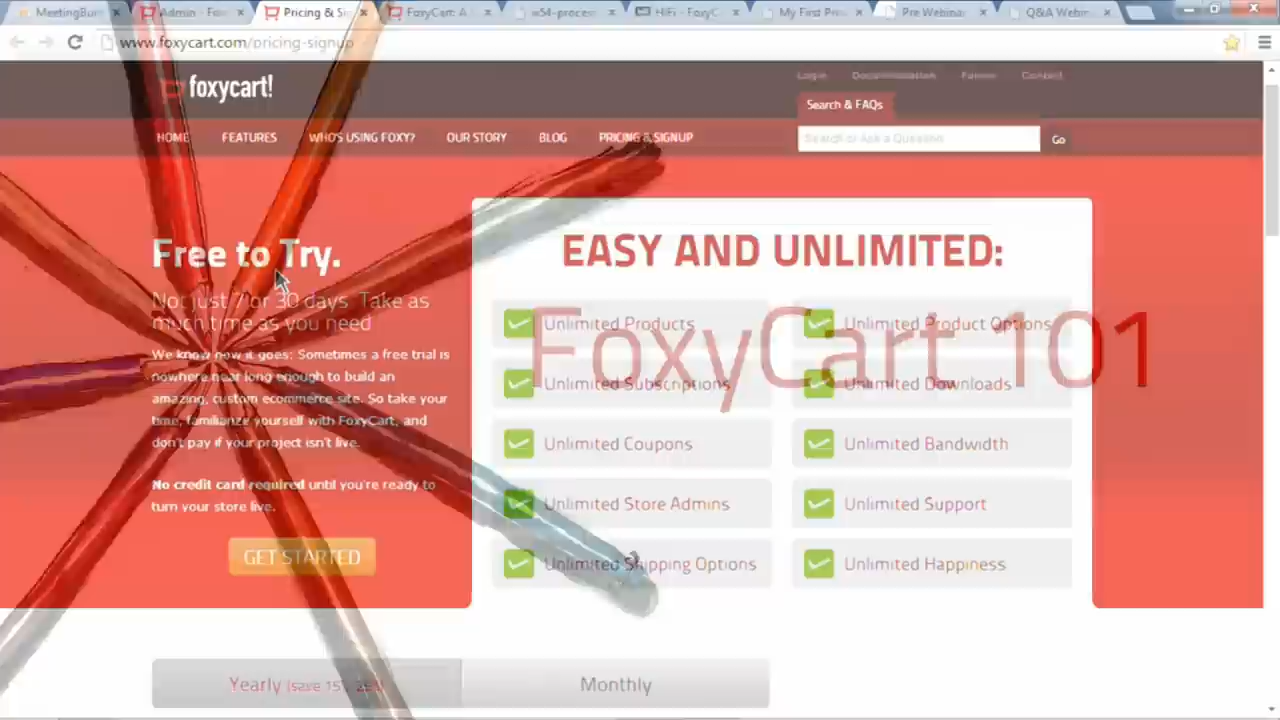 MeetingBur
Admin - Fox
Pricing & Si
FoxyCart: A
w54-proces
HiFi - FoxyC
My First Pro
Pre Webina
Q&A Webin
www.foxycart.com/pricing-signup
foxycart!
Login Documentation Forum Contact
Search & FAQs
HOME FEATURES WHO'S USING FOXY? OUR STORY BLOG PRICING & SIGNUP
Search or Ask a Question
Go
Free to Try.
Not just 7 or 30 days. Take as
much time as you need
We know how it goes: Sometimes a free trial is
nowhere near long enough to build an
amazing, custom ecommerce site. So take your
time, familiarize yourself with FoxyCart, and
don't pay if your project isn't live.
No credit card required until you're ready to
turn your store live.
GET STARTED
EASY AND UNLIMITED:
Unlimited Products
Unlimited Product Options
FoxyCart 101
Unlimited Subscriptions
Unlimited Downloads
Unlimited Coupons
Unlimited Bandwidth
Unlimited Store Admins
Unlimited Support
Unlimited Shipping Options
Unlimited Happiness
Yearly (save 15
Monthly